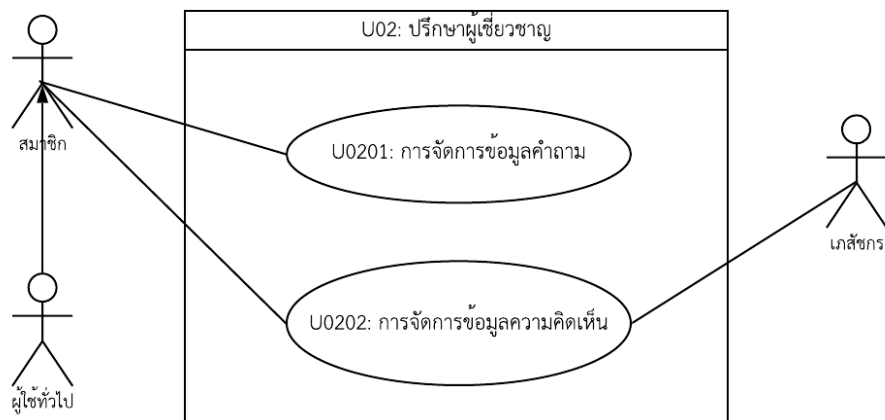 U02: ปรึกษาผู้เชี่ยวชาญ
สมาชิก
U0201: การจัดการข้อมูลคำถาม
เภสัชกร
U0202: การจัดการข้อมูลความคิดเห็น
ผู้ใช้ทั่วไป